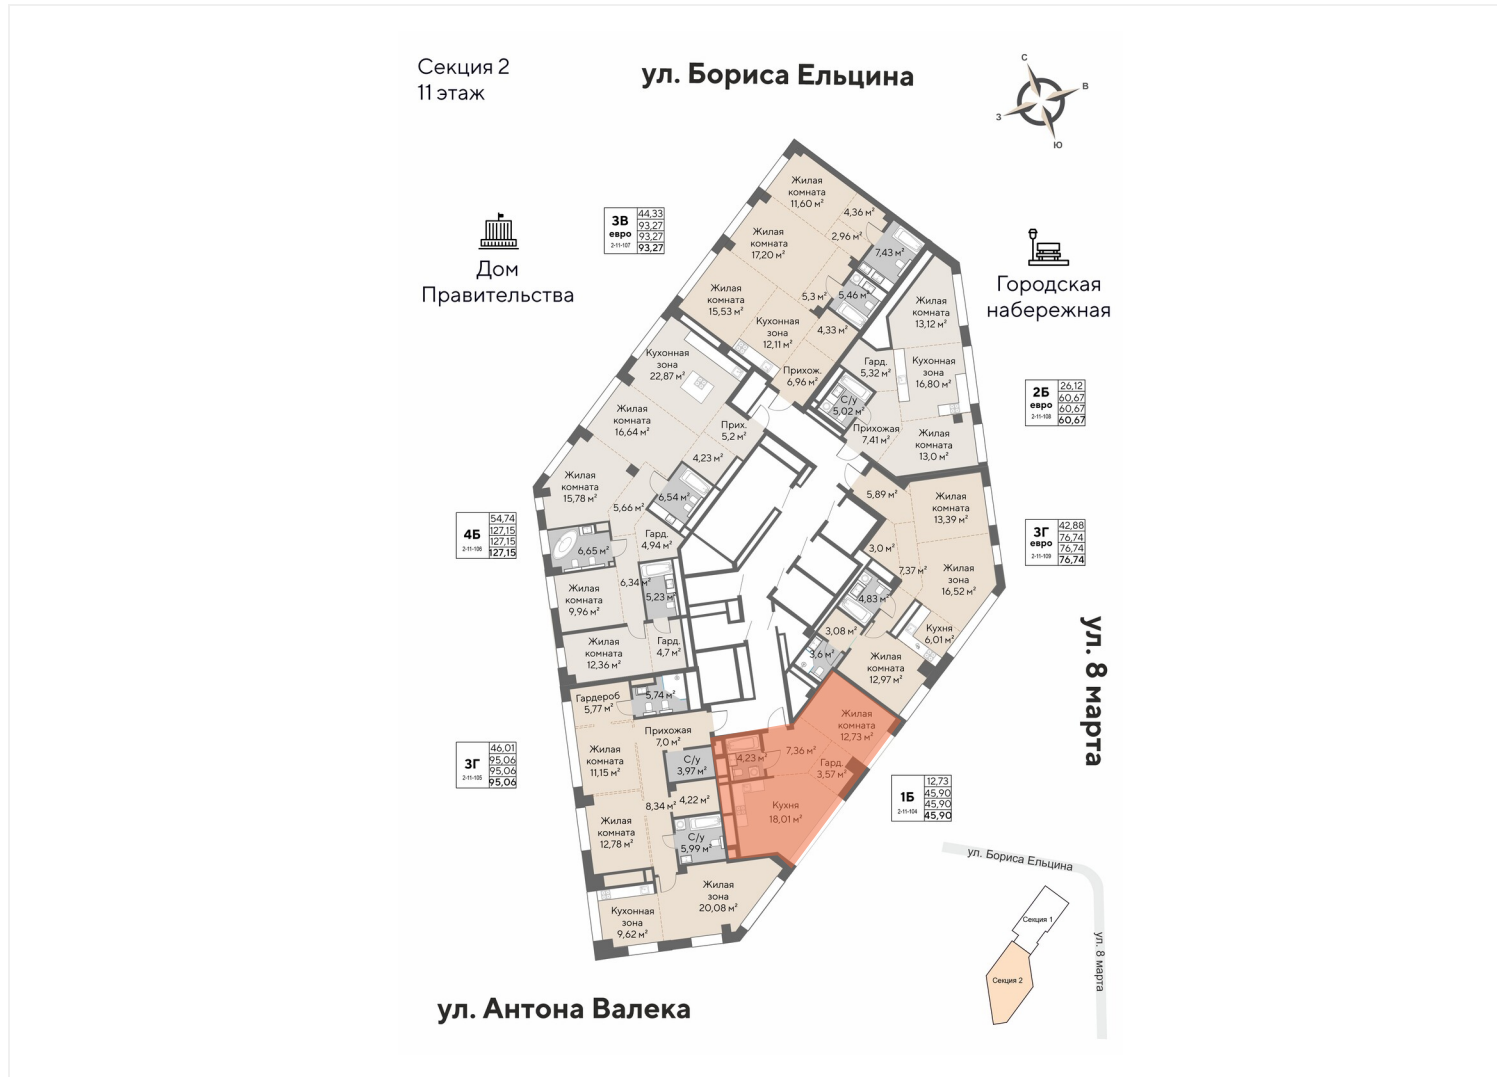 Секция 2
11 этаж
ул. Бориса Ельцина
С
В
З
Ю
3В
евро
2-11-107
44,33
93,27
93,27
93,27
Дом
Правительства
Городская
набережная
Жилая
комната
11,60 м²
4,36 м²
2,96 м²
7,43 м²
Жилая
комната
17,20 м²
5,3 м²
5,46 м²
Жилая
комната
15,53 м²
Кухонная
зона
12,11 м²
4,33 м²
Прихож.
6,96 м²
Жилая
комната
13,12 м²
Гард.
5,32 м²
Кухонная
зона
16,80 м²
С/у
5,02 м²
Прихожая
7,41 м²
Жилая
комната
13,0 м²
2Б
евро
2-11-108
26,12
60,67
60,67
60,67
Кухонная
зона
22,87 м²
Жилая
комната
16,64 м²
Прих.
5,2 м²
4,23 м²
Жилая
комната
15,78 м²
5,66 м²
6,54 м²
Гард.
4,94 м²
6,65 м²
6,34 м²
5,23 м²
Жилая
комната
9,96 м²
Жилая
комната
12,36 м²
Гард.
4,7 м²
4Б
2-11-106
54,74
127,15
127,15
127,15
5,89 м²
Жилая
комната
13,39 м²
3,0 м²
7,37 м²
Жилая
зона
16,52 м²
4,83 м²
Кухня
6,01 м²
3,08 м²
3,6 м²
Жилая
комната
12,97 м²
3Г
евро
2-11-109
42,88
76,74
76,74
76,74
ул. 8 марта
Гардероб
5,77 м²
5,74 м²
Прихожая
7,0 м²
Жилая
комната
11,15 м²
С/у
3,97 м²
4,22 м²
8,34 м²
Жилая
комната
12,78 м²
С/у
5,99 м²
Жилая
зона
20,08 м²
Кухонная
зона
9,62 м²
3Г
2-11-105
46,01
95,06
95,06
95,06
Жилая
комната
12,73 м²
4,23 м²
7,36 м²
Гард.
3,57 м²
Кухня
18,01 м²
1Б
2-11-104
12,73
45,90
45,90
45,90
ул. Бориса Ельцина
Секция 1
ул. 8 марта
Секция 2
ул. Антона Валека